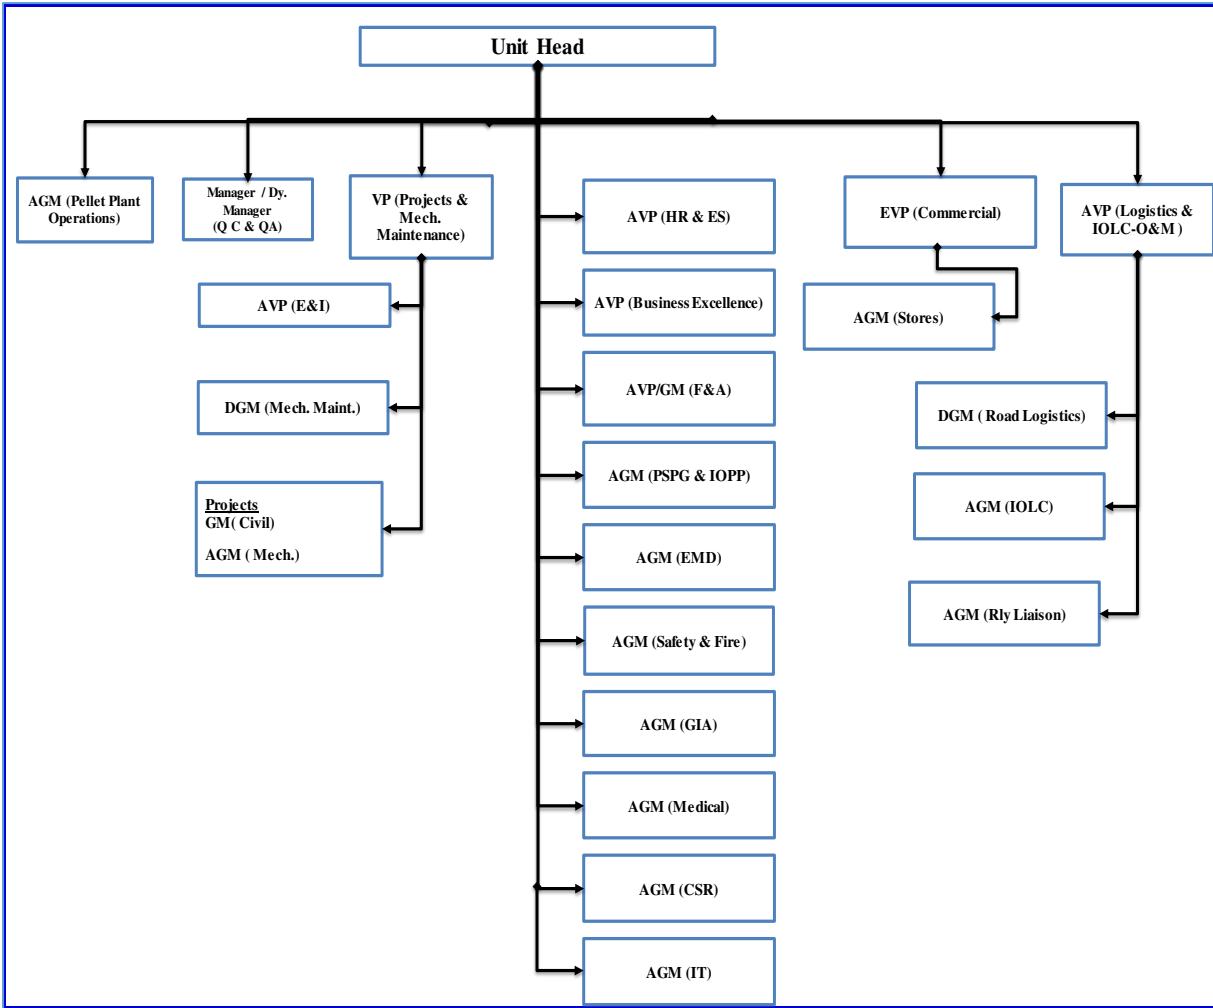 Unit Head
AGM (Pellet Plant
Operations)
Manager / Dy.
Manager
(Q C & QA)
VP (Projects &
Mech.
Maintenance)
AVP (E&I)
DGM (Mech. Maint.)
Projects
GM( Civil)
AGM ( Mech.)
AVP (HR & ES)
AVP (Business Excellence)
AVP/GM (F&A)
AGM (PSPG & IOPP)
AGM (EMD)
AGM (Safety & Fire)
AGM (GIA)
AGM (Medical)
AGM (CSR)
AGM (IT)
EVP (Commercial)
AGM (Stores)
AVP (Logistics &
IOLC-O&M )
DGM ( Road Logistics)
AGM (IOLC)
AGM (Rly Liaison)